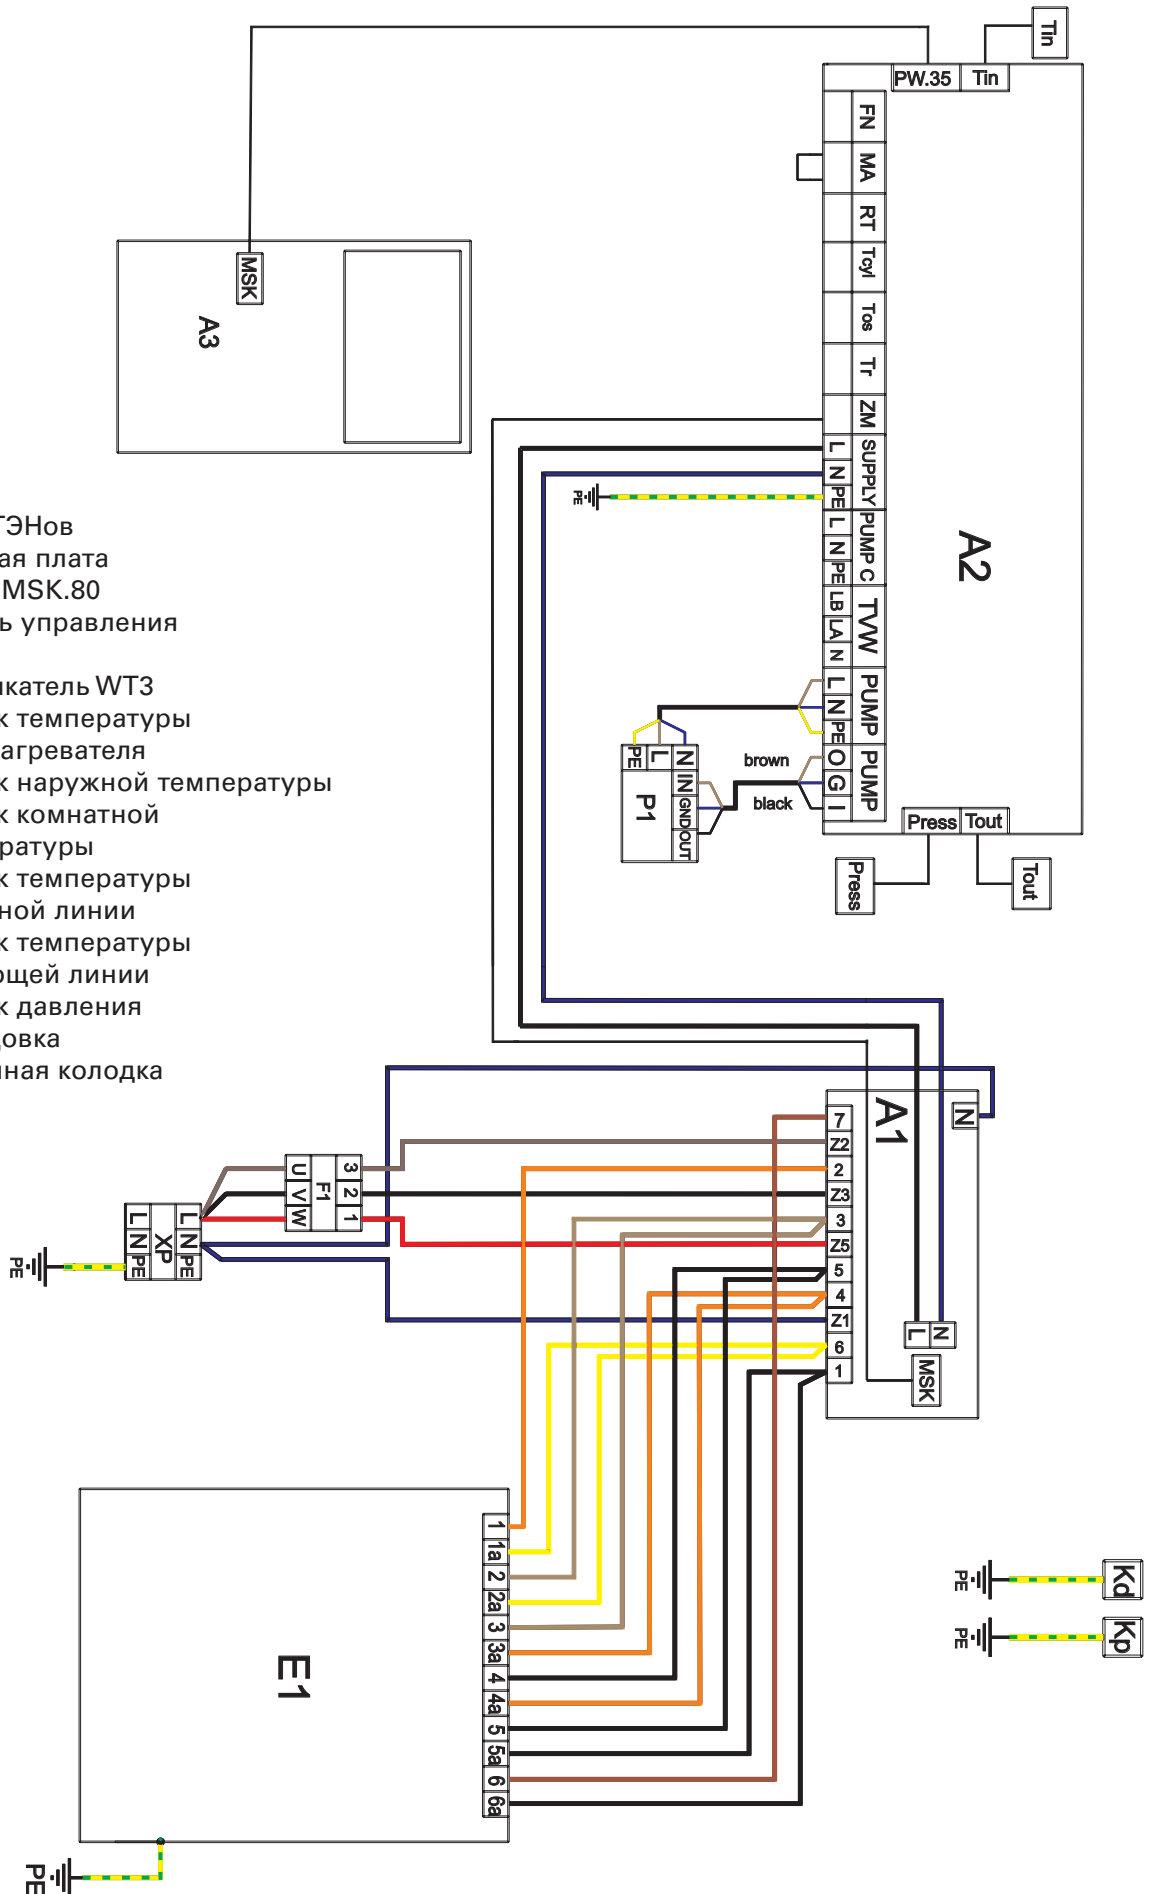 Tin
PW.35 Tin
FN
MA
RT
Tcyl
Tos
Tr
ZM
SUPPLY
L N PE
PUMP C
L N PE
TVW
LB LA N
PUMP
L N PE
PUMP
O G I
A2
Press Tout
Press
Tout
MSK
A3
PE
brown
black
PE L N
IN GND OUT
P1
ТЭНов
ая плата
MSK.80
ь управления
икатель WT3
к температуры
агревателя
к наружной температуры
к комнатной
ратуры
к температуры
ной линии
к температуры
ющей линии
к давления
довка
ная колодка
A1
N
7
Z2
2
Z3
3
Z5
5
4
Z1
6
1
L N
MSK
3 2 1
F1
U V W
L N PE
XP
L N PE
PE
1
1a
2
2a
3
3a
4
4a
5
5a
6
6a
E1
PE
Kd
PE
Kp
PE